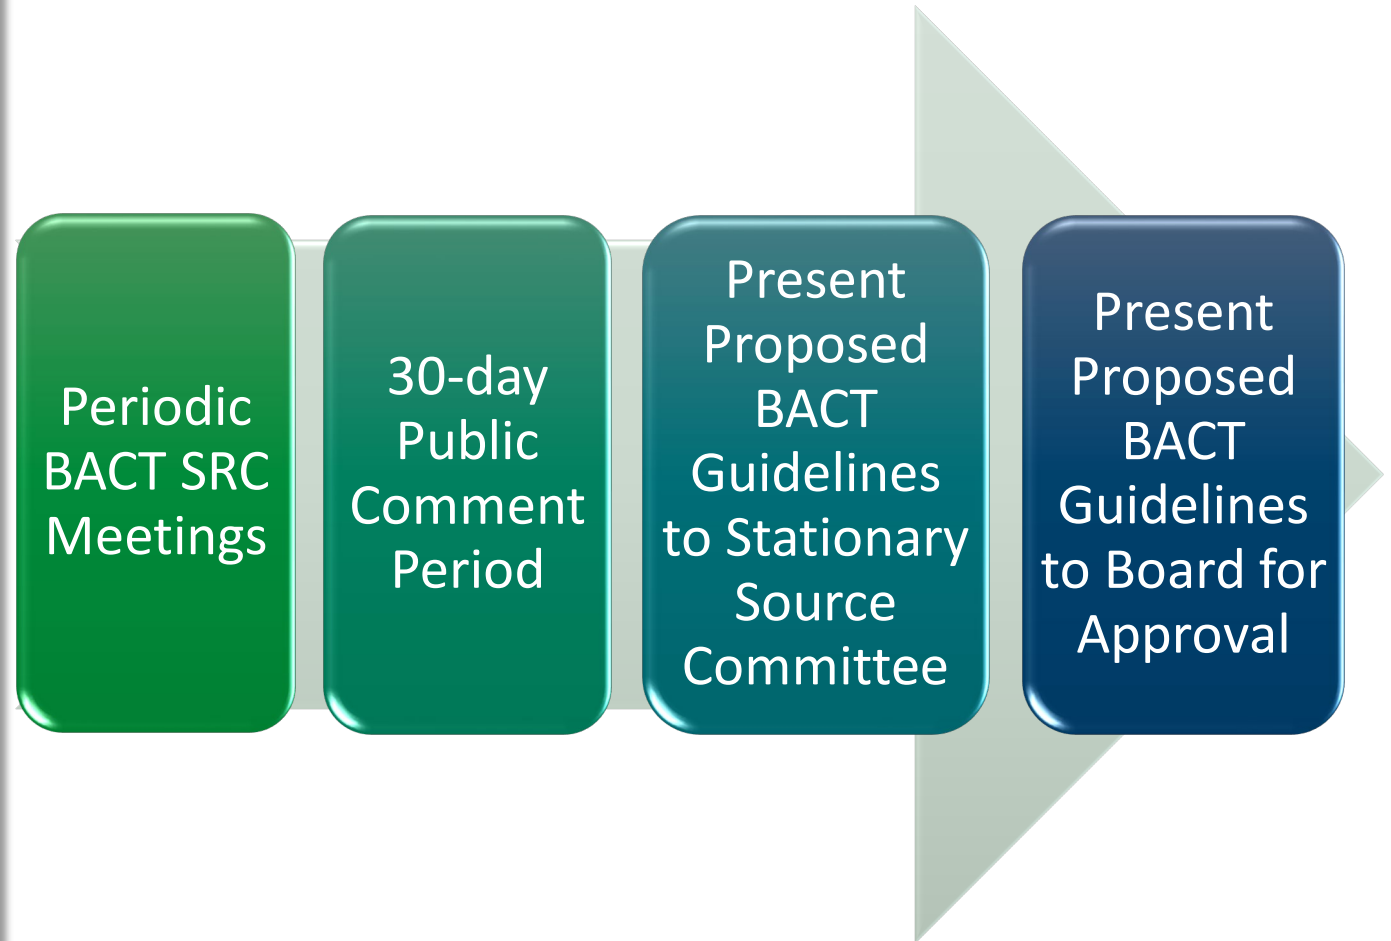 Periodic
BACT SRC
Meetings
30-day
Public
Comment
Period
Present
Proposed
BACT
Guidelines
to Stationary
Source
Committee
Present
Proposed
BACT
Guidelines
to Board for
Approval